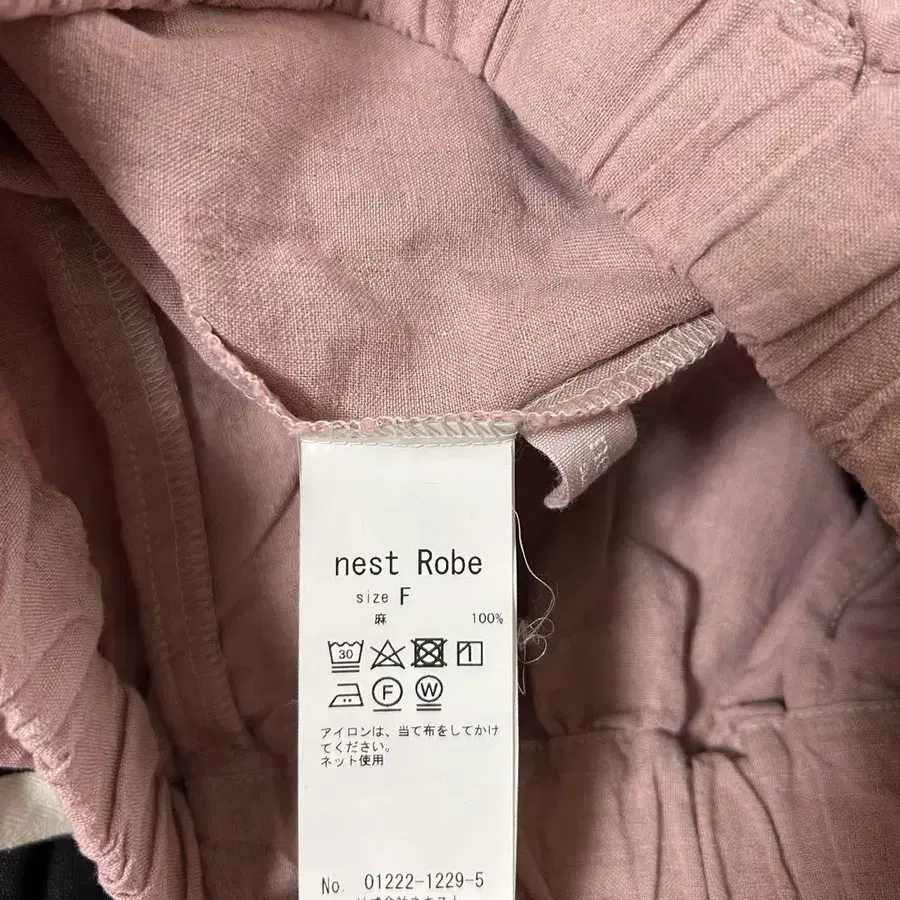 nest Robe
size F
麻 100%
30
F W
アイロンは、当て布をしてかけ
てください。
ネット使用
No. 01222-1229-5